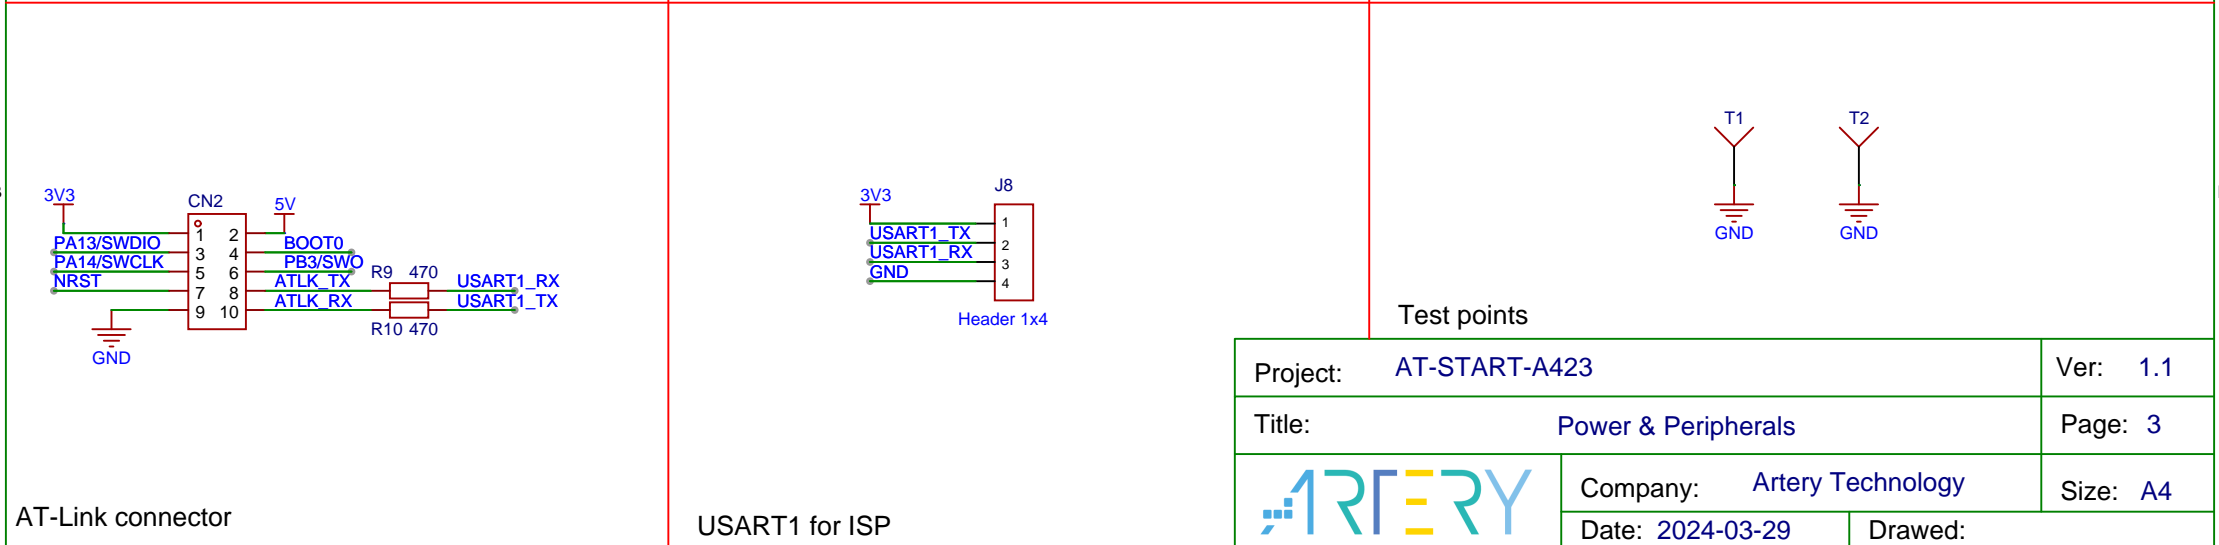 3V3
CN2
5V
1 2
PA13/SWDIO
3 4
BOOT0
PA14/SWCLK
5 6
PB3/SWO
NRST
7 8
ATLK_TX
R9 470
USART1_RX
9 10
ATLK_RX
R10 470
USART1_TX
GND
AT-Link connector
3V3
J8
1
USART1_TX
2
USART1_RX
3
GND
4
Header 1x4
USART1 for ISP
T1
T2
GND
GND
Test points
Project: AT-START-A423
Ver: 1.1
Title: Power & Peripherals
Page: 3
ARTERY
Company: Artery Technology
Size: A4
Date: 2024-03-29
Drawed: